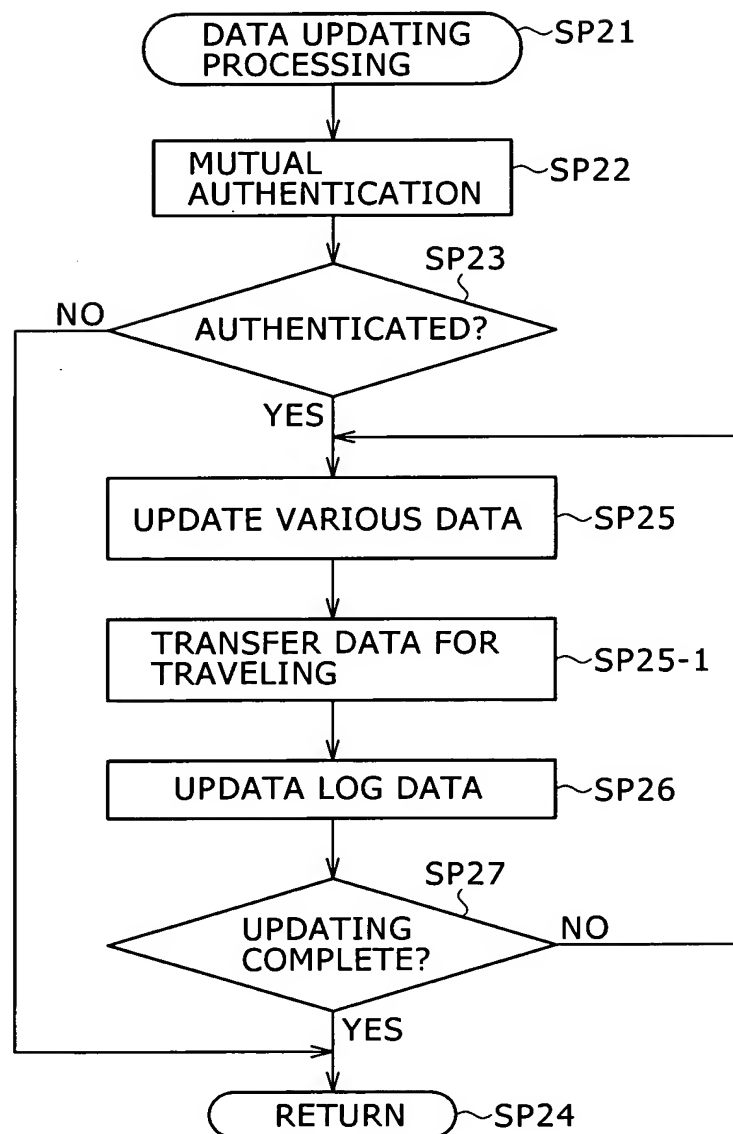 DATA UPDATING
PROCESSING
SP21
MUTUAL
AUTHENTICATION
SP22
SP23
NO
AUTHENTICATED?
YES
UPDATE VARIOUS DATA
SP25
TRANSFER DATA FOR
TRAVELING
SP25-1
UPDATA LOG DATA
SP26
SP27
UPDATING
COMPLETE?
NO
YES
RETURN
SP24